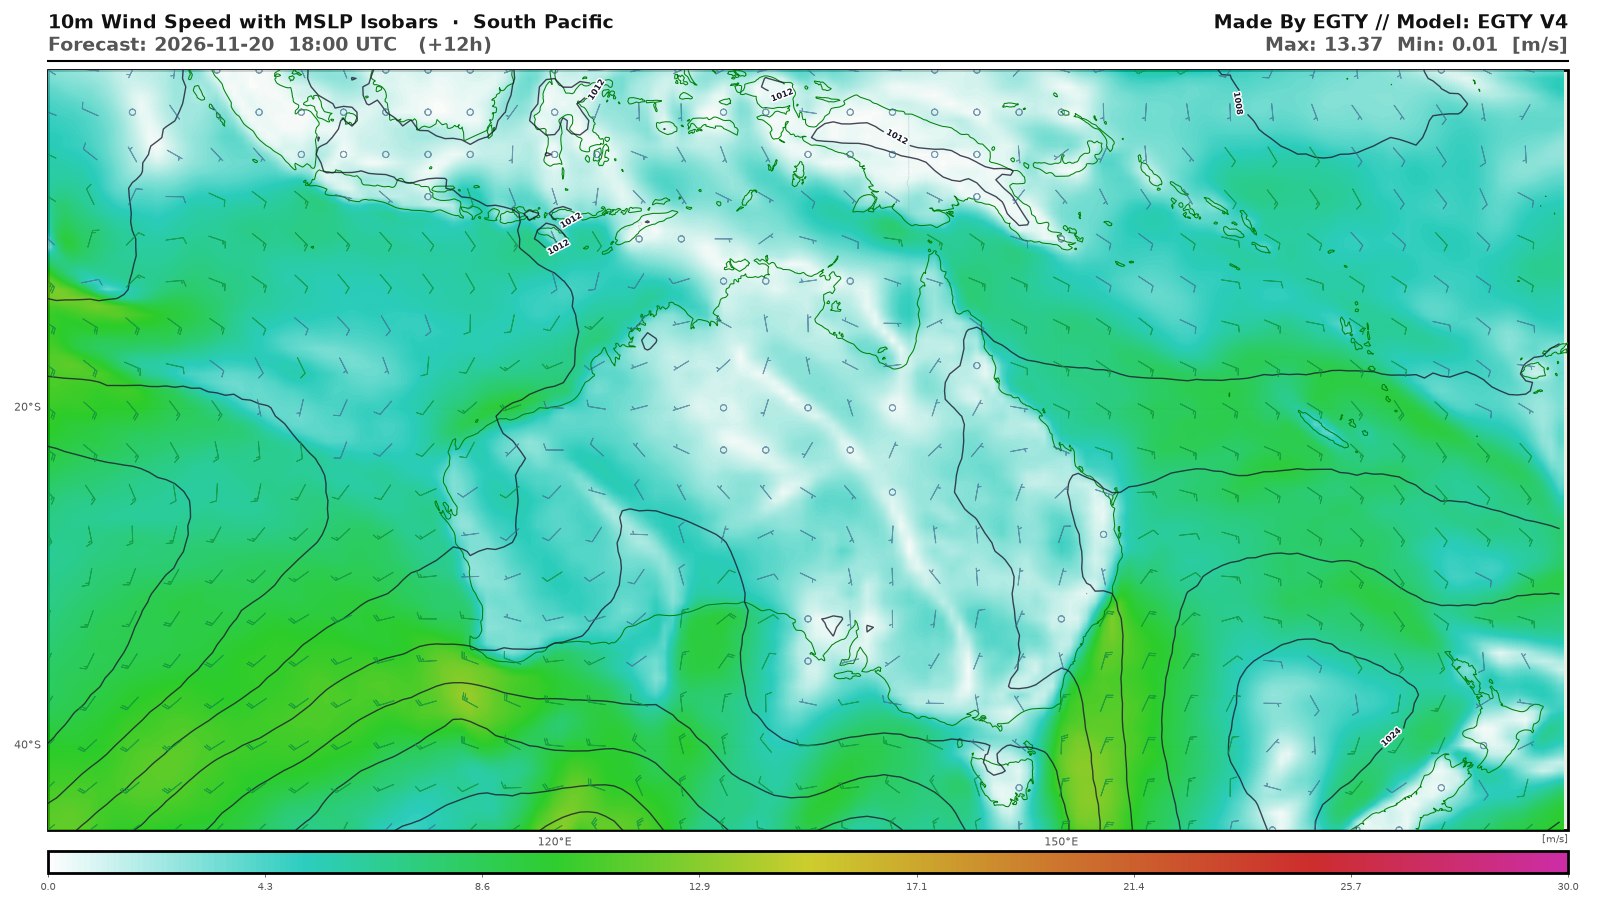 10m Wind Speed with MSLP Isobars · South Pacific
Made By EGTY // Model: EGTY V4
Forecast: 2026-11-20 18:00 UTC (+12h)
Max: 13.37 Min: 0.01 [m/s]
1012
1012
1008
1012
1012
1012
20°S
1024
40°S
120°E
150°E
[m/s]
0.0
4.3
8.6
12.9
17.1
21.4
25.7
30.0